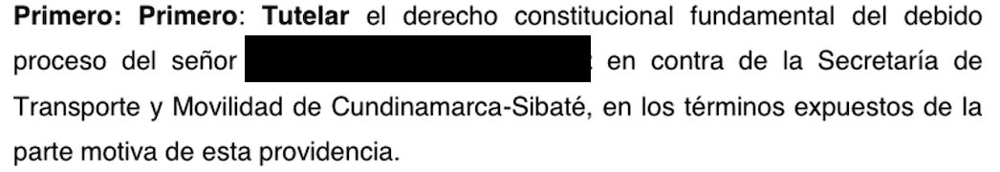 Primero: Primero: Tutelar el derecho constitucional fundamental del debido
proceso del señor en contra de la Secretaría de
Transporte y Movilidad de Cundinamarca-Sibaté, en los términos expuestos de la
parte motiva de esta providencia.